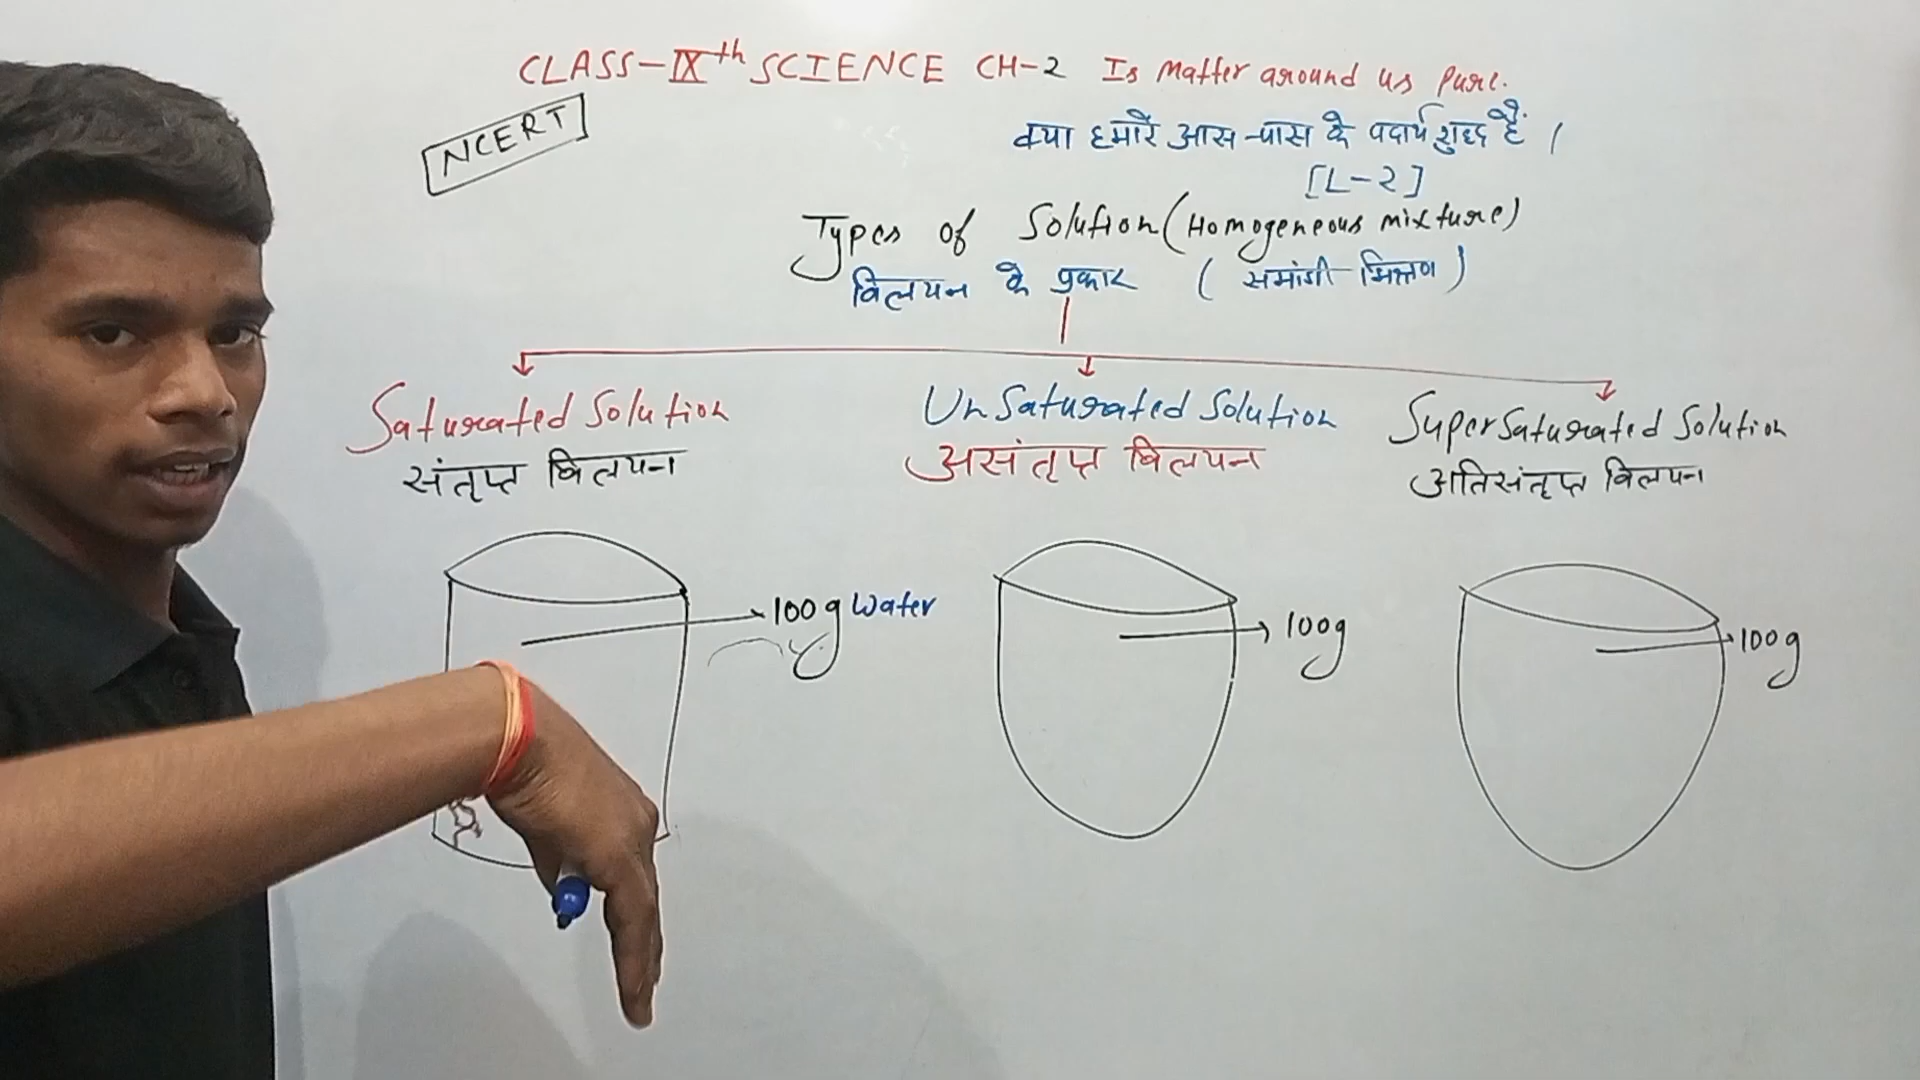 CLASS-IXth SCIENCE CH-2 Is Matter around us Pure.
NCERT
क्या हमारे आस-पास के पदार्थ शुद्ध हैं।
[L-2]
Types of Solution (Homogeneous mixture)
विलयन के प्रकार (समांगी मिश्रण)
Saturated Solution
संतृप्त विलयन
UnSaturated Solution
असंतृप्त विलयन
SuperSaturated Solution
अतिसंतृप्त विलयन
100g Water
100g
100g